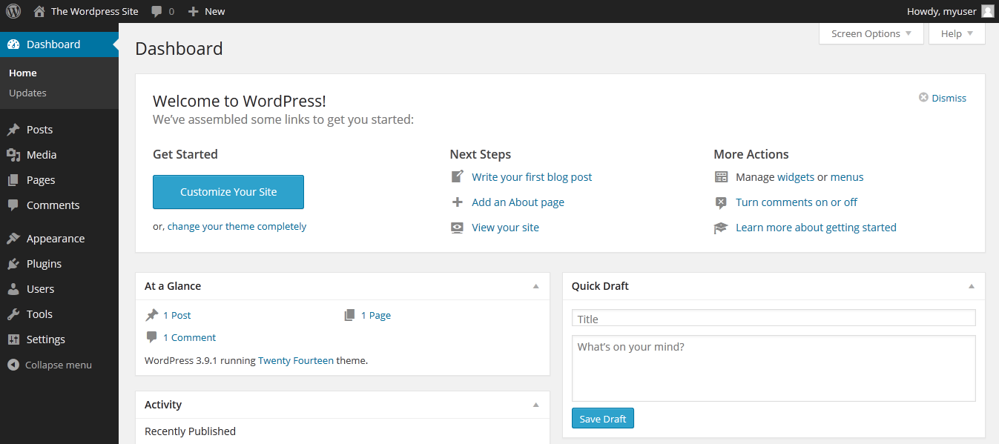 The Wordpress Site 0 New Howdy, myuser
Dashboard
Home
Updates
Posts
Media
Pages
Comments
Appearance
Plugins
Users
Tools
Settings
Collapse menu
Screen Options Help
Dashboard
Welcome to WordPress!
Dismiss
We’ve assembled some links to get you started:
Get Started
Customize Your Site
or, change your theme completely
Next Steps
Write your first blog post
Add an About page
View your site
More Actions
Manage widgets or menus
Turn comments on or off
Learn more about getting started
At a Glance
1 Post 1 Page
1 Comment
WordPress 3.9.1 running Twenty Fourteen theme.
Activity
Recently Published
Quick Draft
Title
What’s on your mind?
Save Draft